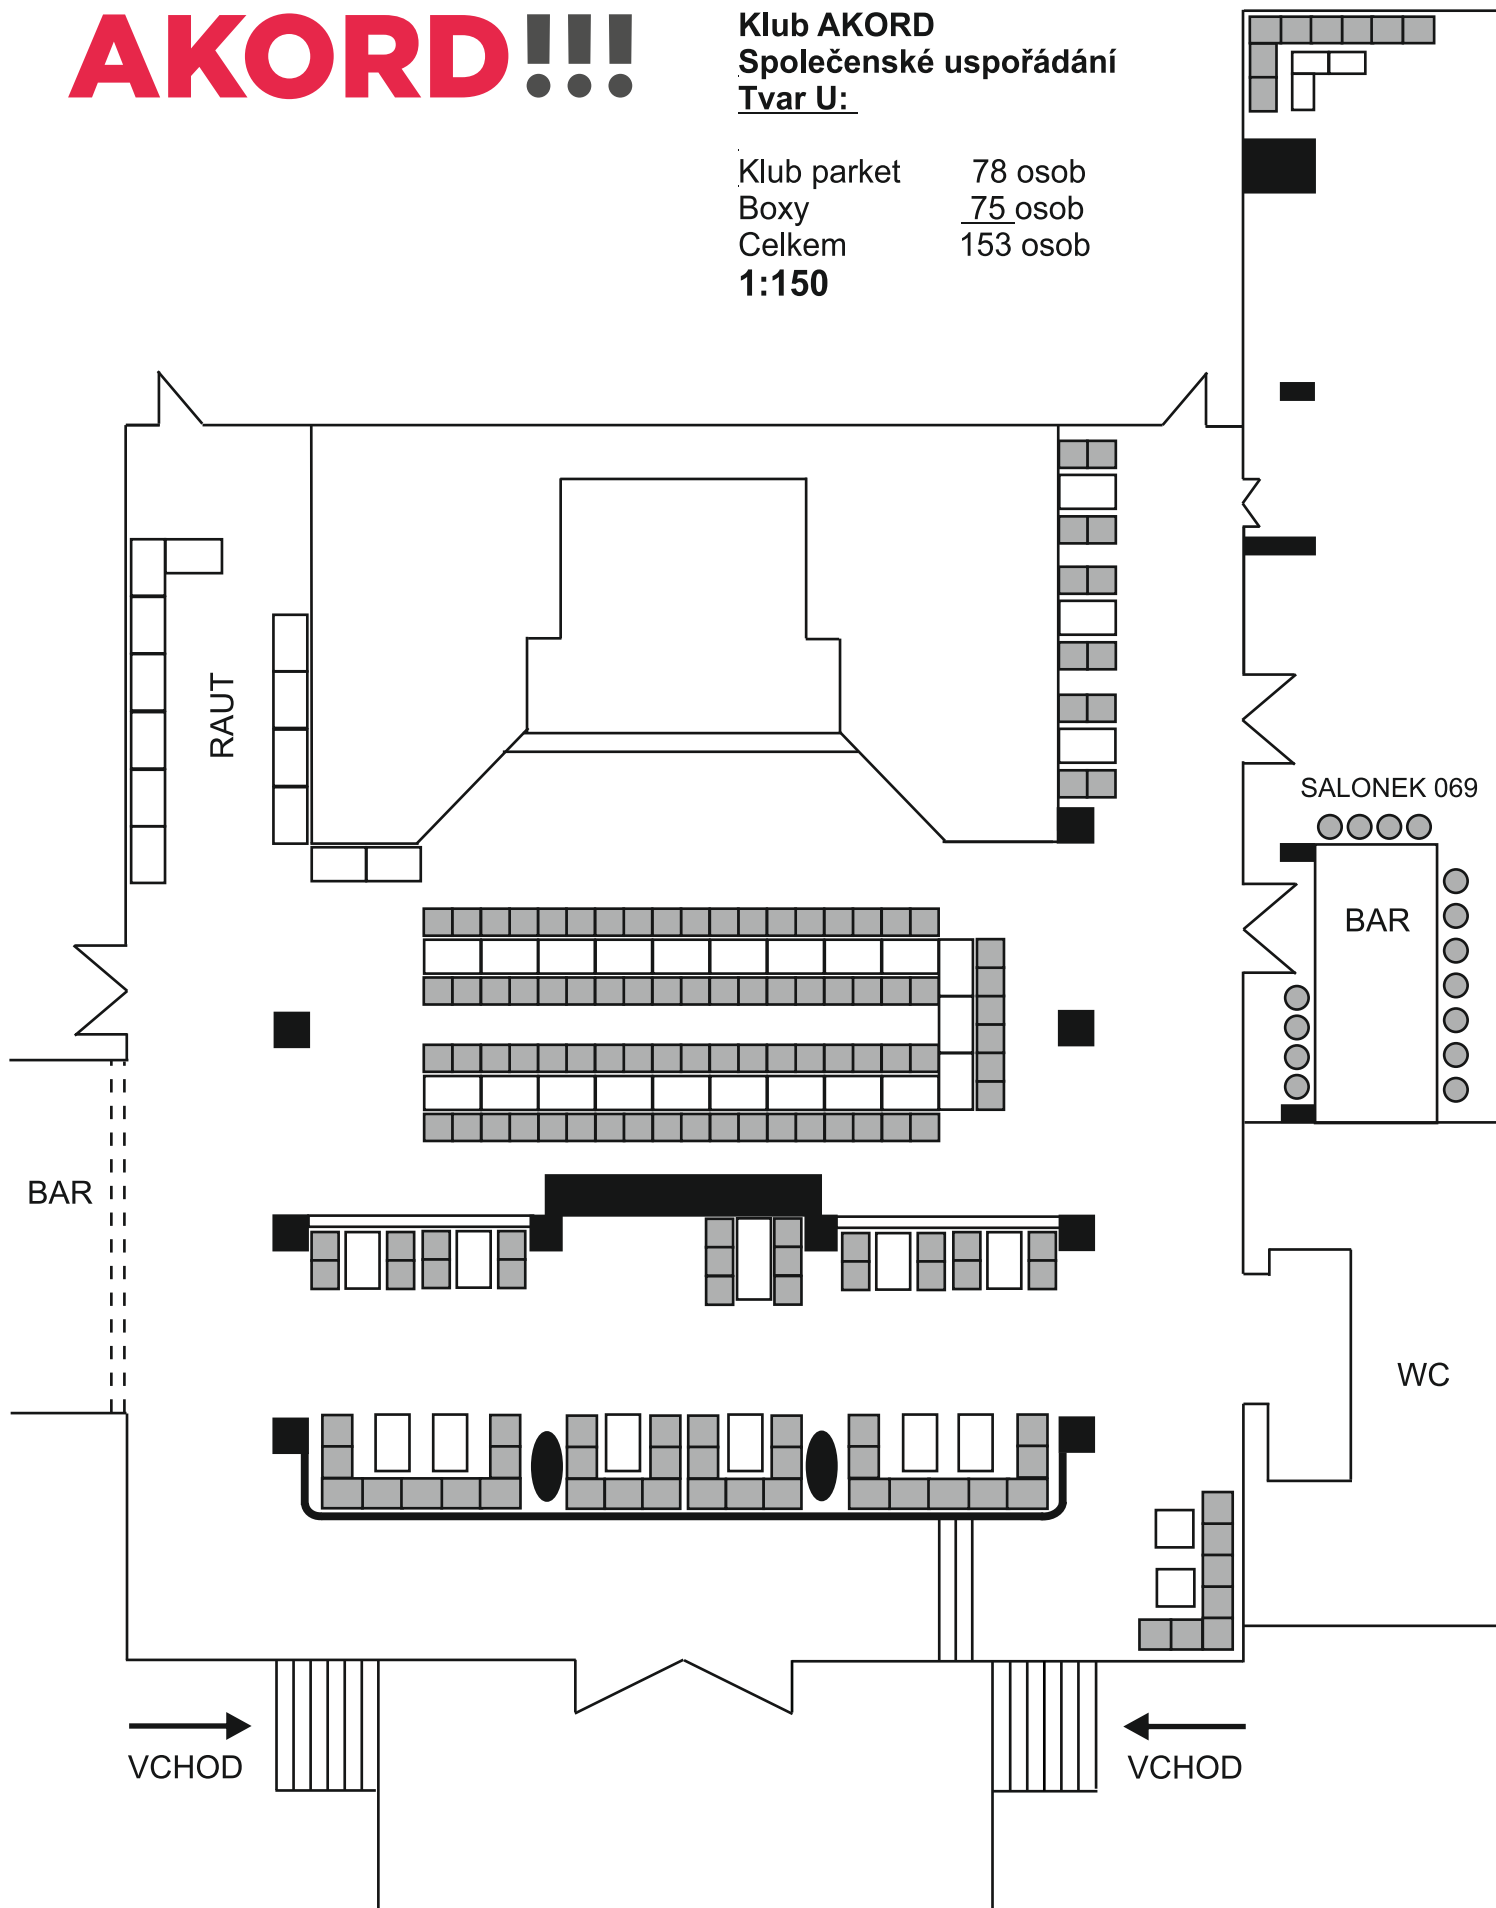 AKORD!!!
Klub AKORD
Společenské uspořádání
Tvar U:
Klub parket 78 osob
Boxy 75 osob
Celkem 153 osob
1:150
RAUT
SALONEK 069
BAR
BAR
WC
VCHOD
VCHOD